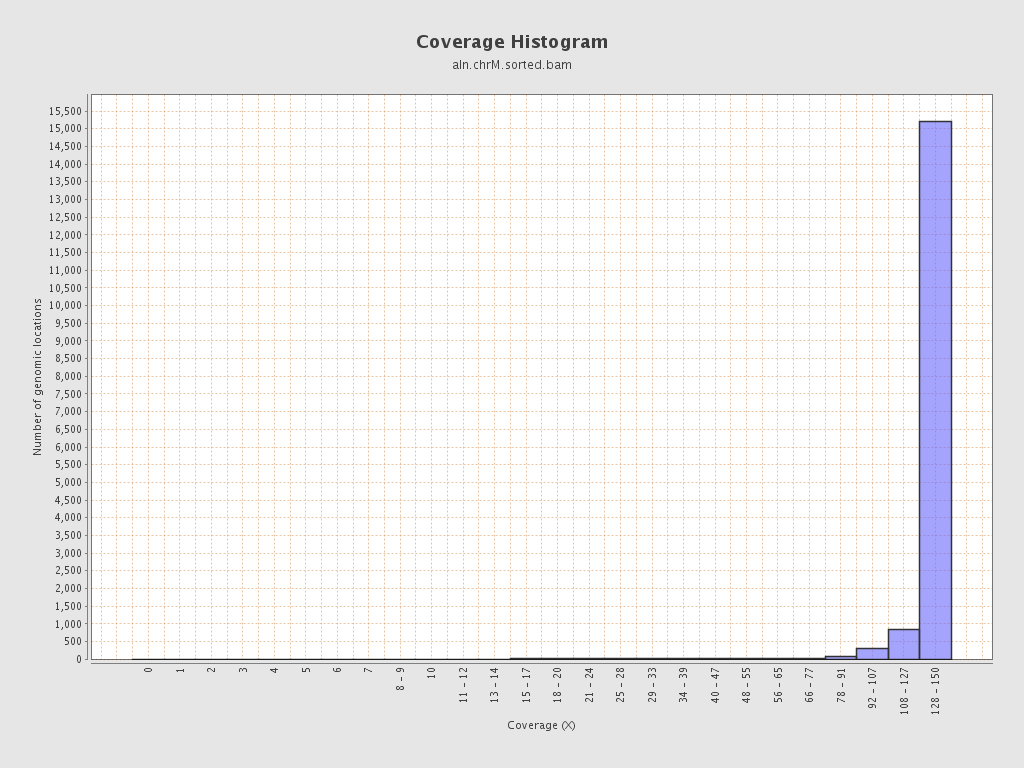 Coverage Histogram
aln.chrM.sorted.bam
15,500
15,000
14,500
14,000
13,500
13,000
12,500
12,000
11,500
11,000
10,500
10,000
9,500
9,000
8,500
8,000
7,500
7,000
6,500
6,000
5,500
5,000
4,500
4,000
3,500
3,000
2,500
2,000
1,500
1,000
500
0
Number of genomic locations
0
1
2
3
4
5
6
7
8 - 9
10
11 - 12
13 - 14
15 - 17
18 - 20
21 - 24
25 - 28
29 - 33
34 - 39
40 - 47
48 - 55
56 - 65
66 - 77
78 - 91
92 - 107
108 - 127
128 - 150
Coverage (X)